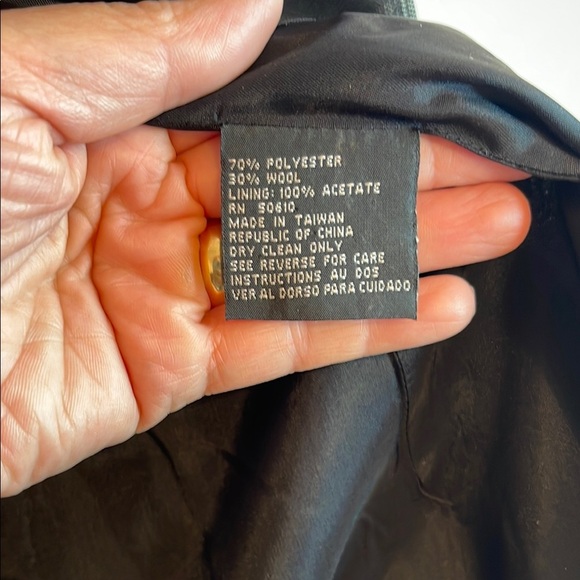 70% POLYESTER
30% WOOL
LINING: 100% ACETATE
RN 50610
MADE IN TAIWAN
REPUBLIC OF CHINA
DRY CLEAN ONLY
SEE REVERSE FOR CARE
INSTRUCTIONS AU DOS
VER AL DORSO PARA CUIDADO